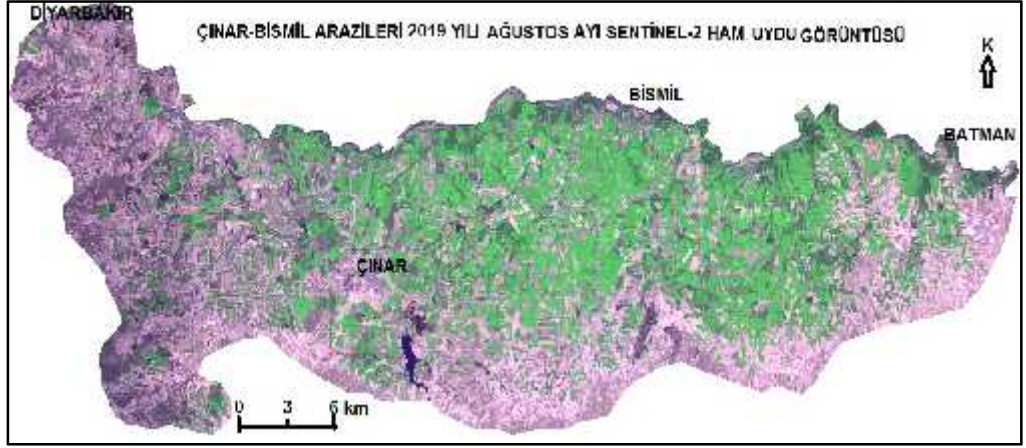 DİYARBAKIR
ÇINAR-BİSMİL ARAZİLERİ 2019 YILI AĞUSTOS AYI SENTİNEL-2 HAM UYDU GÖRÜNTÜSÜ
K
BİSMİL
BATMAN
ÇINAR
0 3 6 km